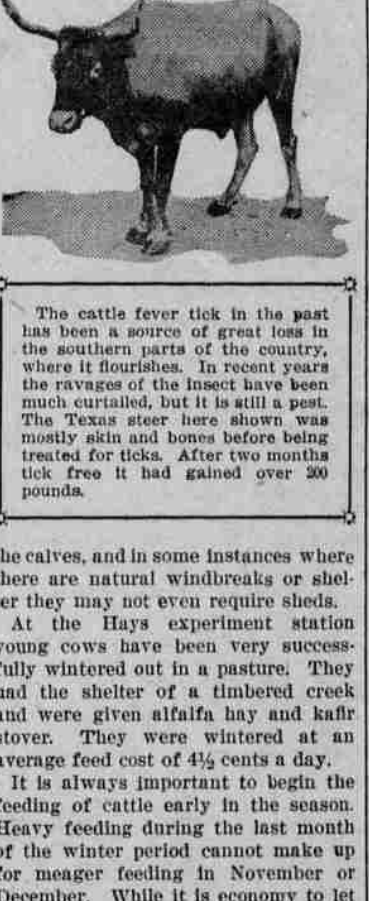 The cattle fever tick in the past
has been a source of great loss in
the southern parts of the country,
where it flourishes. In recent years
the ravages of the insect have been
much curtailed, but it is still a pest.
The Texas steer here shown was
mostly skin and bones before being
treated for ticks. After two months
tick free it had gained over 200
pounds.
he calves, and in some instances where
here are natural windbreaks or shel-
er they may not even require sheds.
At the Hays experiment station
young cows have been very success-
fully wintered out in a pasture. They
had the shelter of a timbered creek
and were given alfalfa hay and kafir
stover. They were wintered at an
average feed cost of 4½ cents a day.
It is always important to begin the
feeding of cattle early in the season.
Heavy feeding during the last month
of the winter period cannot make up
for meager feeding in November or
December. While it is economy to let